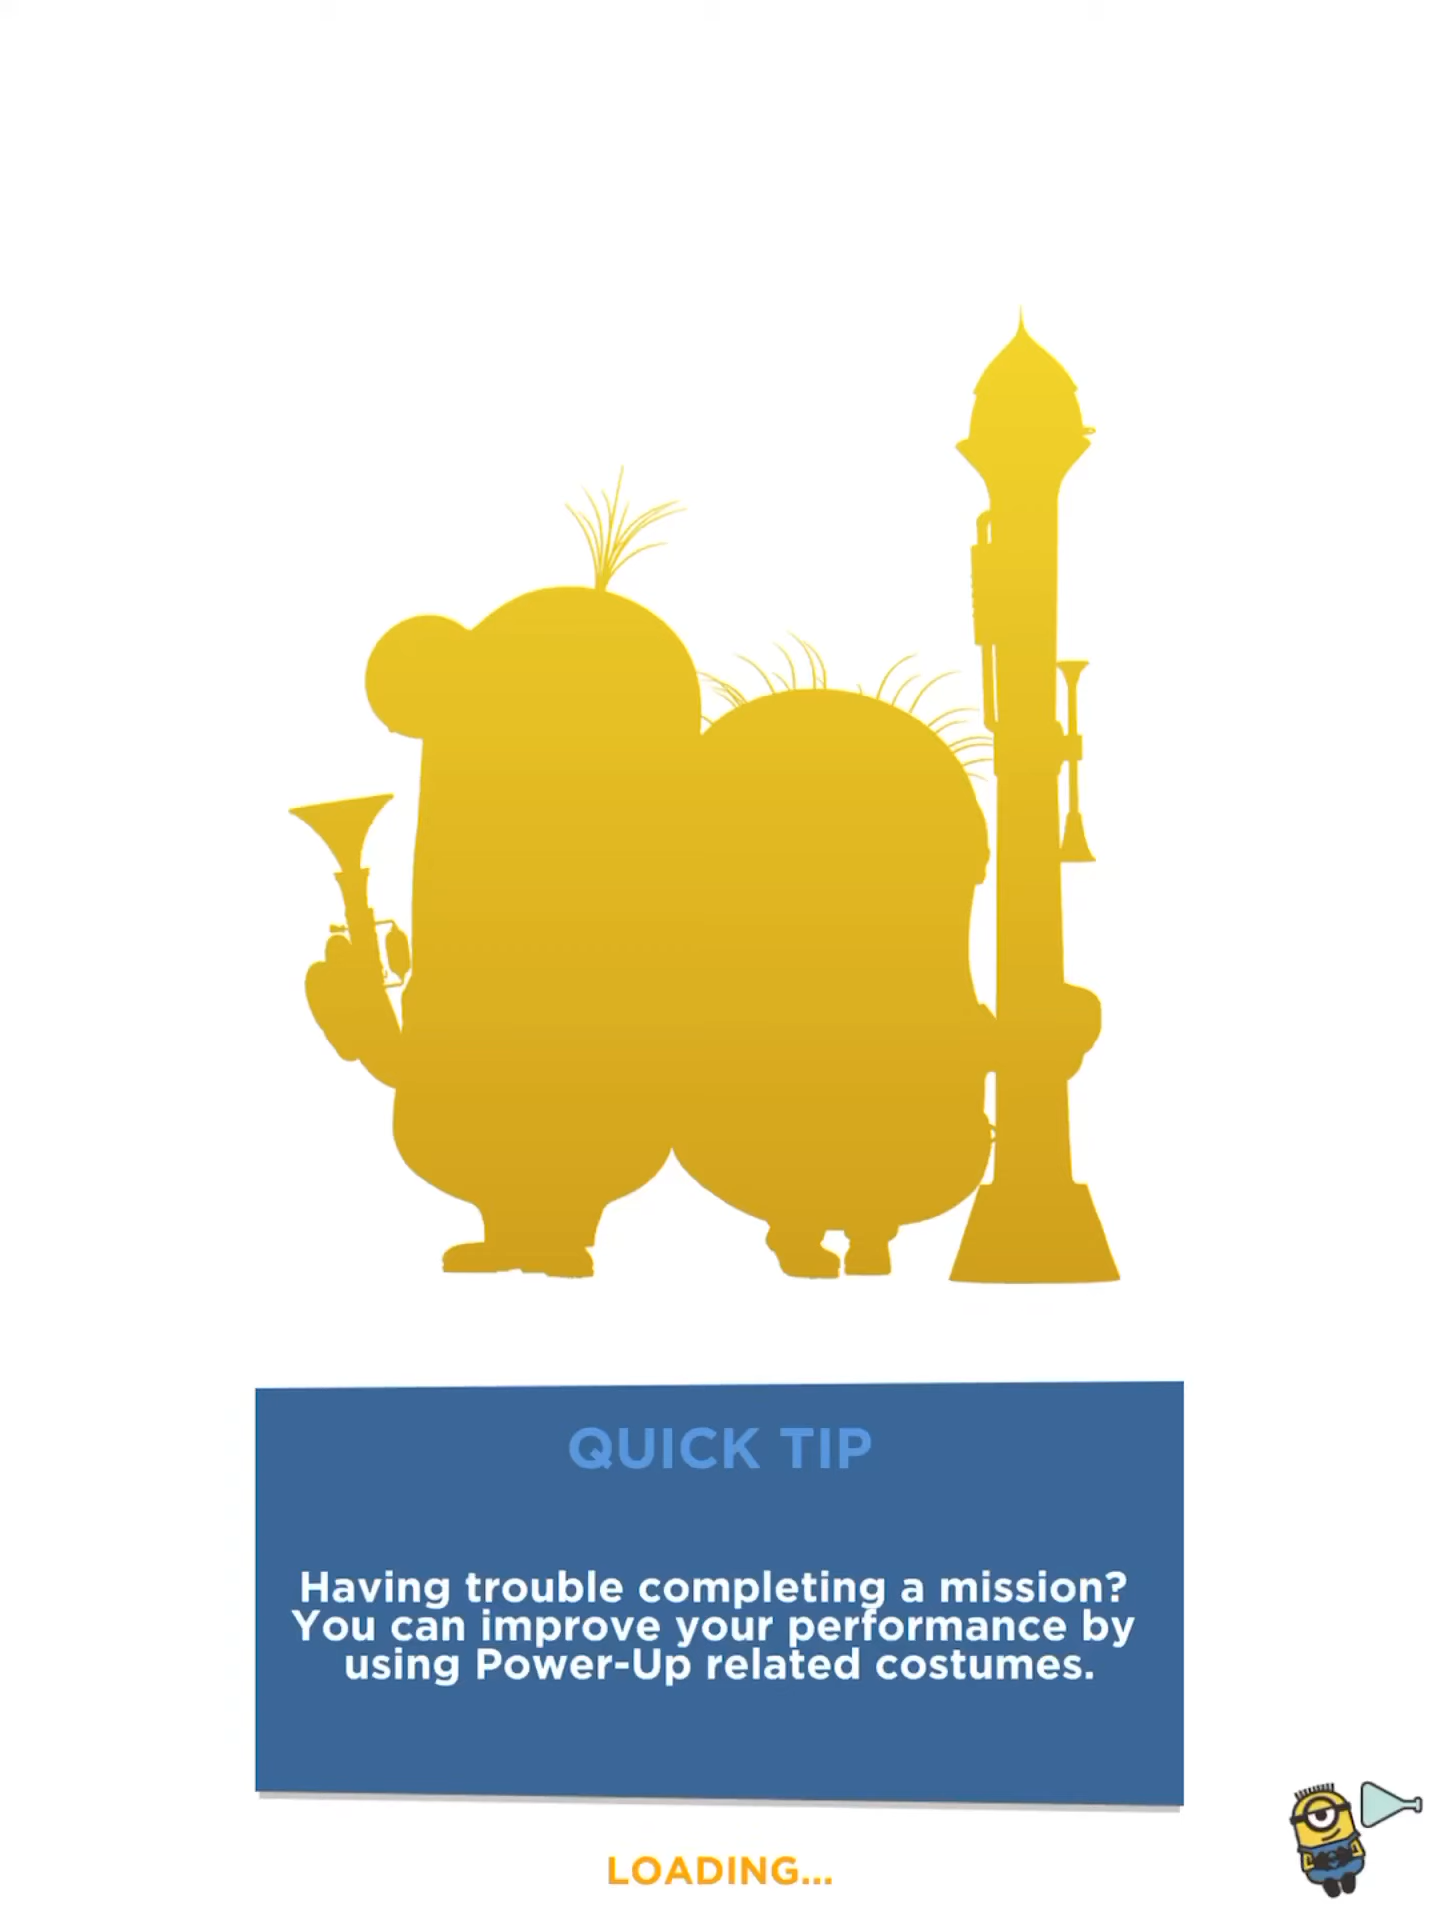 QUICK TIP
Having trouble completing a mission?
You can improve your performance by
using Power-Up related costumes.
LOADING...